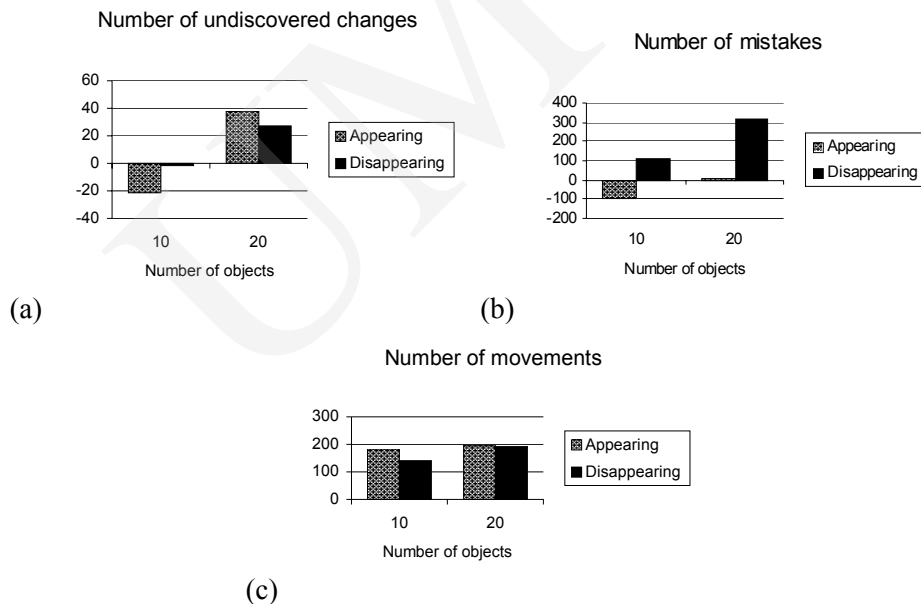 Number of undiscovered changes
60
40
20
0
-20
-40
10 20
Number of objects
Appearing
Disappearing
(a)
Number of mistakes
400
300
200
100
0
-100
-200
10 20
Number of objects
Appearing
Disappearing
(b)
Number of movements
300
200
100
0
10 20
Number of objects
Appearing
Disappearing
(c)
UM